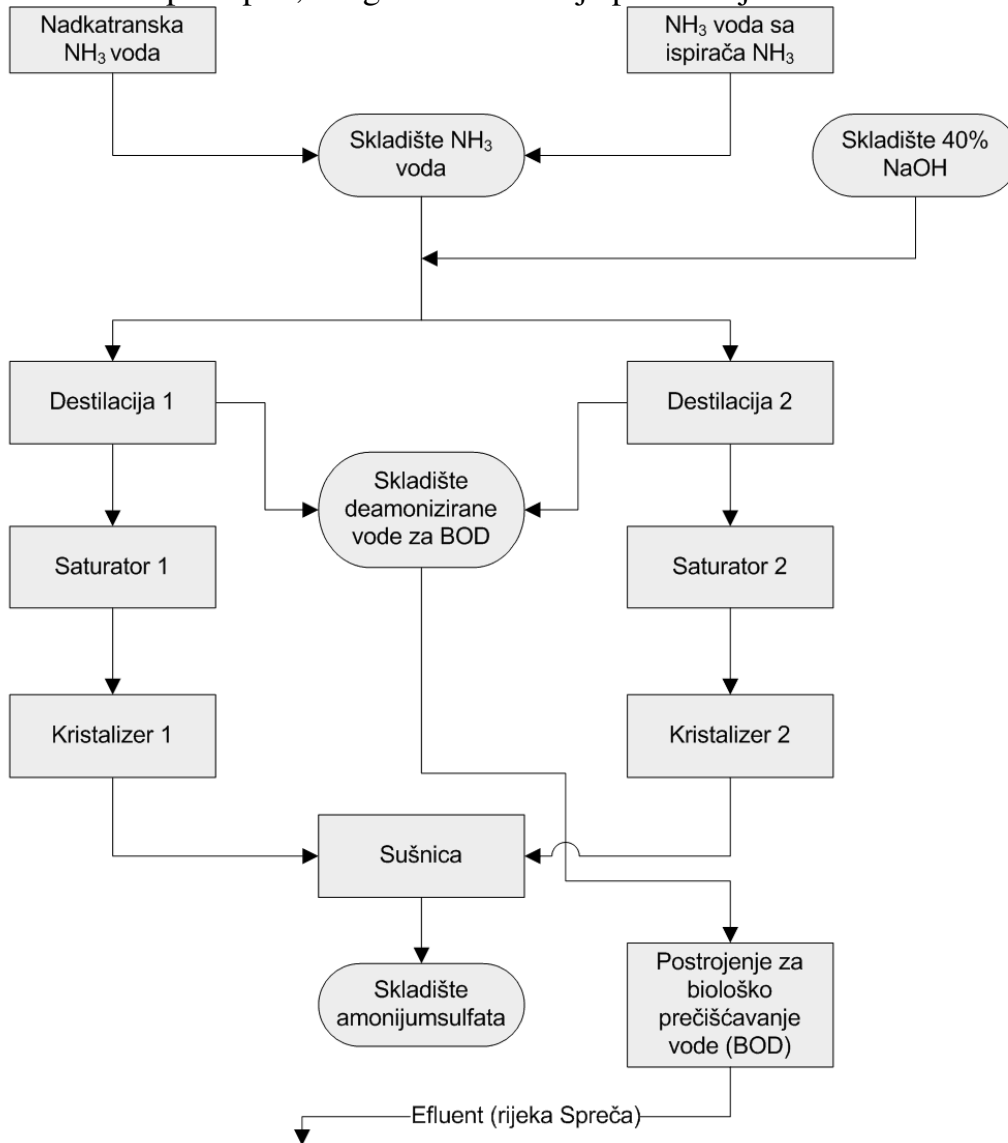 Nadkatranska
NH₃ voda
NH₃ voda sa
ispirača NH₃
Skladište NH₃
voda
Skladište 40%
NaOH
Destilacija 1
Destilacija 2
Skladište
deamonizirane
vode za BOD
Saturator 1
Saturator 2
Kristalizer 1
Kristalizer 2
Sušnica
Skladište
amonijumsulfata
Postrojenje za
biološko
prečišćavanje
vode (BOD)
Efluent (rijeka Spreča)